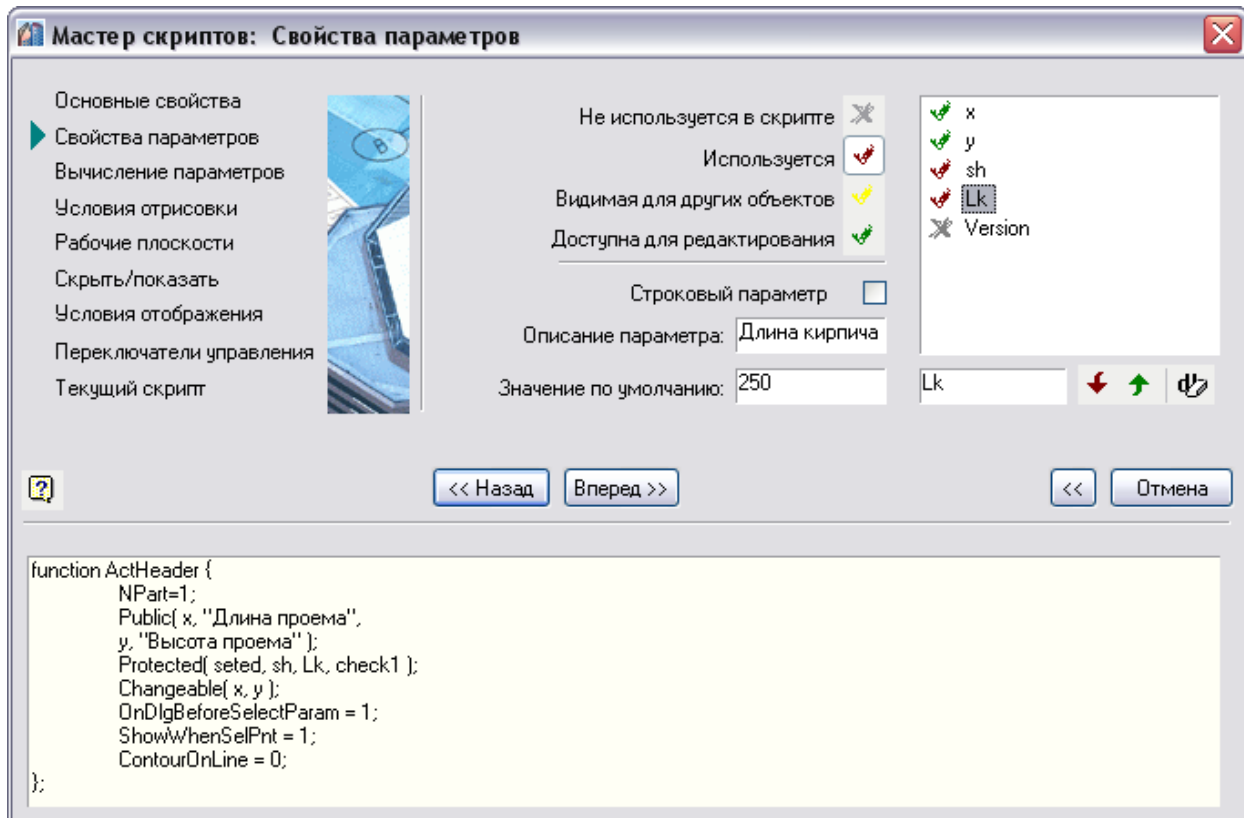 Мастер скриптов: Свойства параметров
Основные свойства
Свойства параметров
Вычисление параметров
Условия отрисовки
Рабочие плоскости
Скрыть/показать
Условия отображения
Переключатели управления
Текущий скрипт
Не используется в скрипте
Используется
Видимая для других объектов
Доступна для редактирования
Строковый параметр
Описание параметра: Длина кирпича
Значение по умолчанию: 250
x
y
sh
Lk
Version
Lk
<< Назад
Вперед >>
<<
Отмена
function ActHeader {
NPart=1;
Public( x, "Длина проема",
y, "Высота проема" );
Protected( seted, sh, Lk, check1 );
Changeable( x, y );
OnDlgBeforeSelectParam = 1;
ShowWhenSelPnt = 1;
ContourOnLine = 0;
};